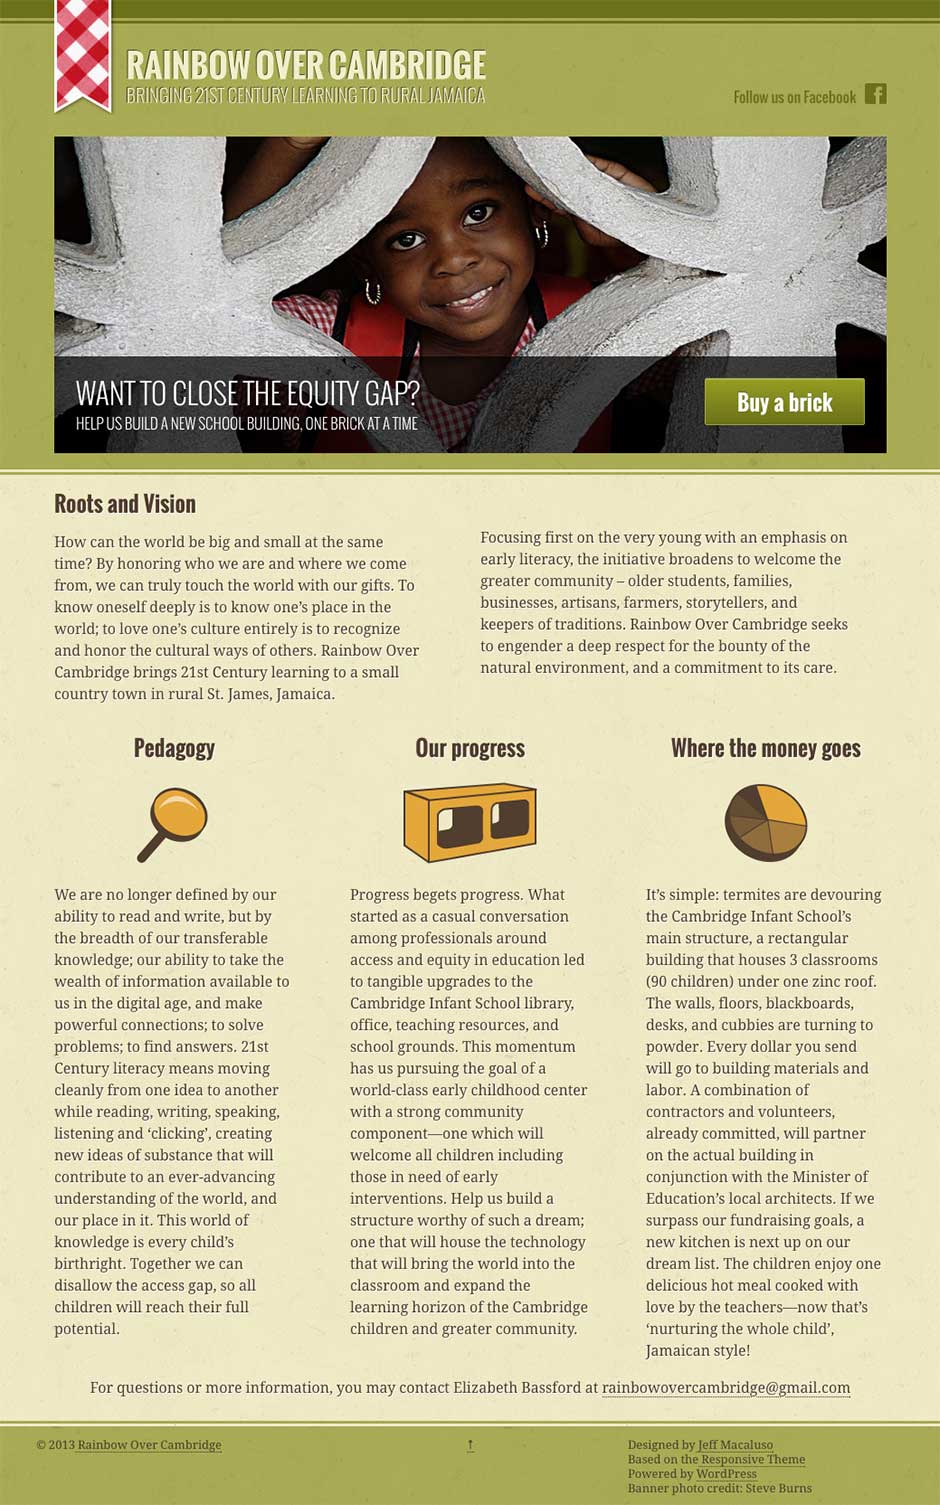 RAINBOW OVER CAMBRIDGE
BRINGING 21ST CENTURY LEARNING TO RURAL JAMAICA
Follow us on Facebook
WANT TO CLOSE THE EQUITY GAP?
HELP US BUILD A NEW SCHOOL BUILDING, ONE BRICK AT A TIME
Buy a brick
Roots and Vision
How can the world be big and small at the same
time? By honoring who we are and where we come
from, we can truly touch the world with our gifts. To
know oneself deeply is to know one's place in the
world; to love one's culture entirely is to recognize
and honor the cultural ways of others. Rainbow Over
Cambridge brings 21st Century learning to a small
country town in rural St. James, Jamaica.
Focusing first on the very young with an emphasis on
early literacy, the initiative broadens to welcome the
greater community – older students, families,
businesses, artisans, farmers, storytellers, and
keepers of traditions. Rainbow Over Cambridge seeks
to engender a deep respect for the bounty of the
natural environment, and a commitment to its care.
Pedagogy
We are no longer defined by our
ability to read and write, but by
the breadth of our transferable
knowledge; our ability to take the
wealth of information available to
us in the digital age, and make
powerful connections; to solve
problems; to find answers. 21st
Century literacy means moving
cleanly from one idea to another
while reading, writing, speaking,
listening and ‘clicking’, creating
new ideas of substance that will
contribute to an ever-advancing
understanding of the world, and
our place in it. This world of
knowledge is every child’s
birthright. Together we can
disallow the access gap, so all
children will reach their full
potential.
Our progress
Progress begets progress. What
started as a casual conversation
among professionals around
access and equity in education led
to tangible upgrades to the
Cambridge Infant School library,
office, teaching resources, and
school grounds. This momentum
has us pursuing the goal of a
world-class early childhood center
with a strong community
component—one which will
welcome all children including
those in need of early
interventions. Help us build a
structure worthy of such a dream;
one that will house the technology
that will bring the world into the
classroom and expand the
learning horizon of the Cambridge
children and greater community.
Where the money goes
It’s simple: termites are devouring
the Cambridge Infant School’s
main structure, a rectangular
building that houses 3 classrooms
(90 children) under one zinc roof.
The walls, floors, blackboards,
desks, and cubbies are turning to
powder. Every dollar you send
will go to building materials and
labor. A combination of
contractors and volunteers,
already committed, will partner
on the actual building in
conjunction with the Minister of
Education’s local architects. If we
surpass our fundraising goals, a
new kitchen is next up on our
dream list. The children enjoy one
delicious hot meal cooked with
love by the teachers—now that’s
‘nurturing the whole child’,
Jamaican style!
For questions or more information, you may contact Elizabeth Bassford at rainbowovercambridge@gmail.com
© 2013 Rainbow Over Cambridge
↑
Designed by Jeff Macaluso
Based on the Responsive Theme
Powered by WordPress
Banner photo credit: Steve Burns